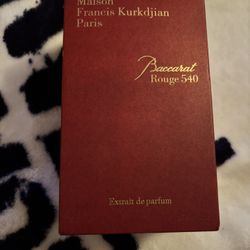 Maison
Francis Kurkdjian
Paris
Baccarat
Rouge 540
Extrait de parfum